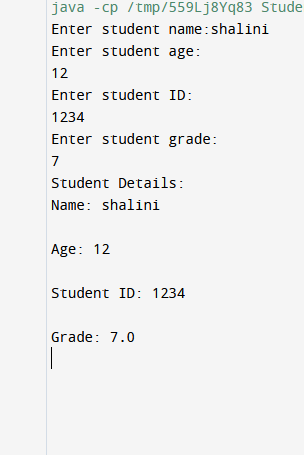 java -cp /tmp/559Lj8Yq83 Stude
Enter student name:shalini
Enter student age:
12
Enter student ID:
1234
Enter student grade:
7
Student Details:
Name: shalini
Age: 12
Student ID: 1234
Grade: 7.0